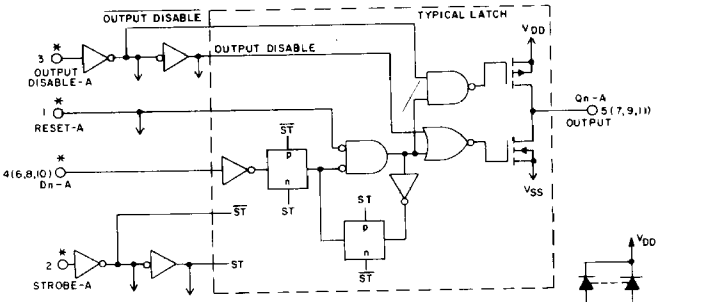 OUTPUT DISABLE
TYPICAL LATCH
VDD
3 *
OUTPUT DISABLE
OUTPUT
DISABLE-A
*
1
RESET-A
Qn-A
5(7,9,11)
OUTPUT
ST
*
4(6,8,10)
Dn-A
p
n
ST
VSS
ST
ST
p
n
ST
*
2
STROBE-A
ST
VDD